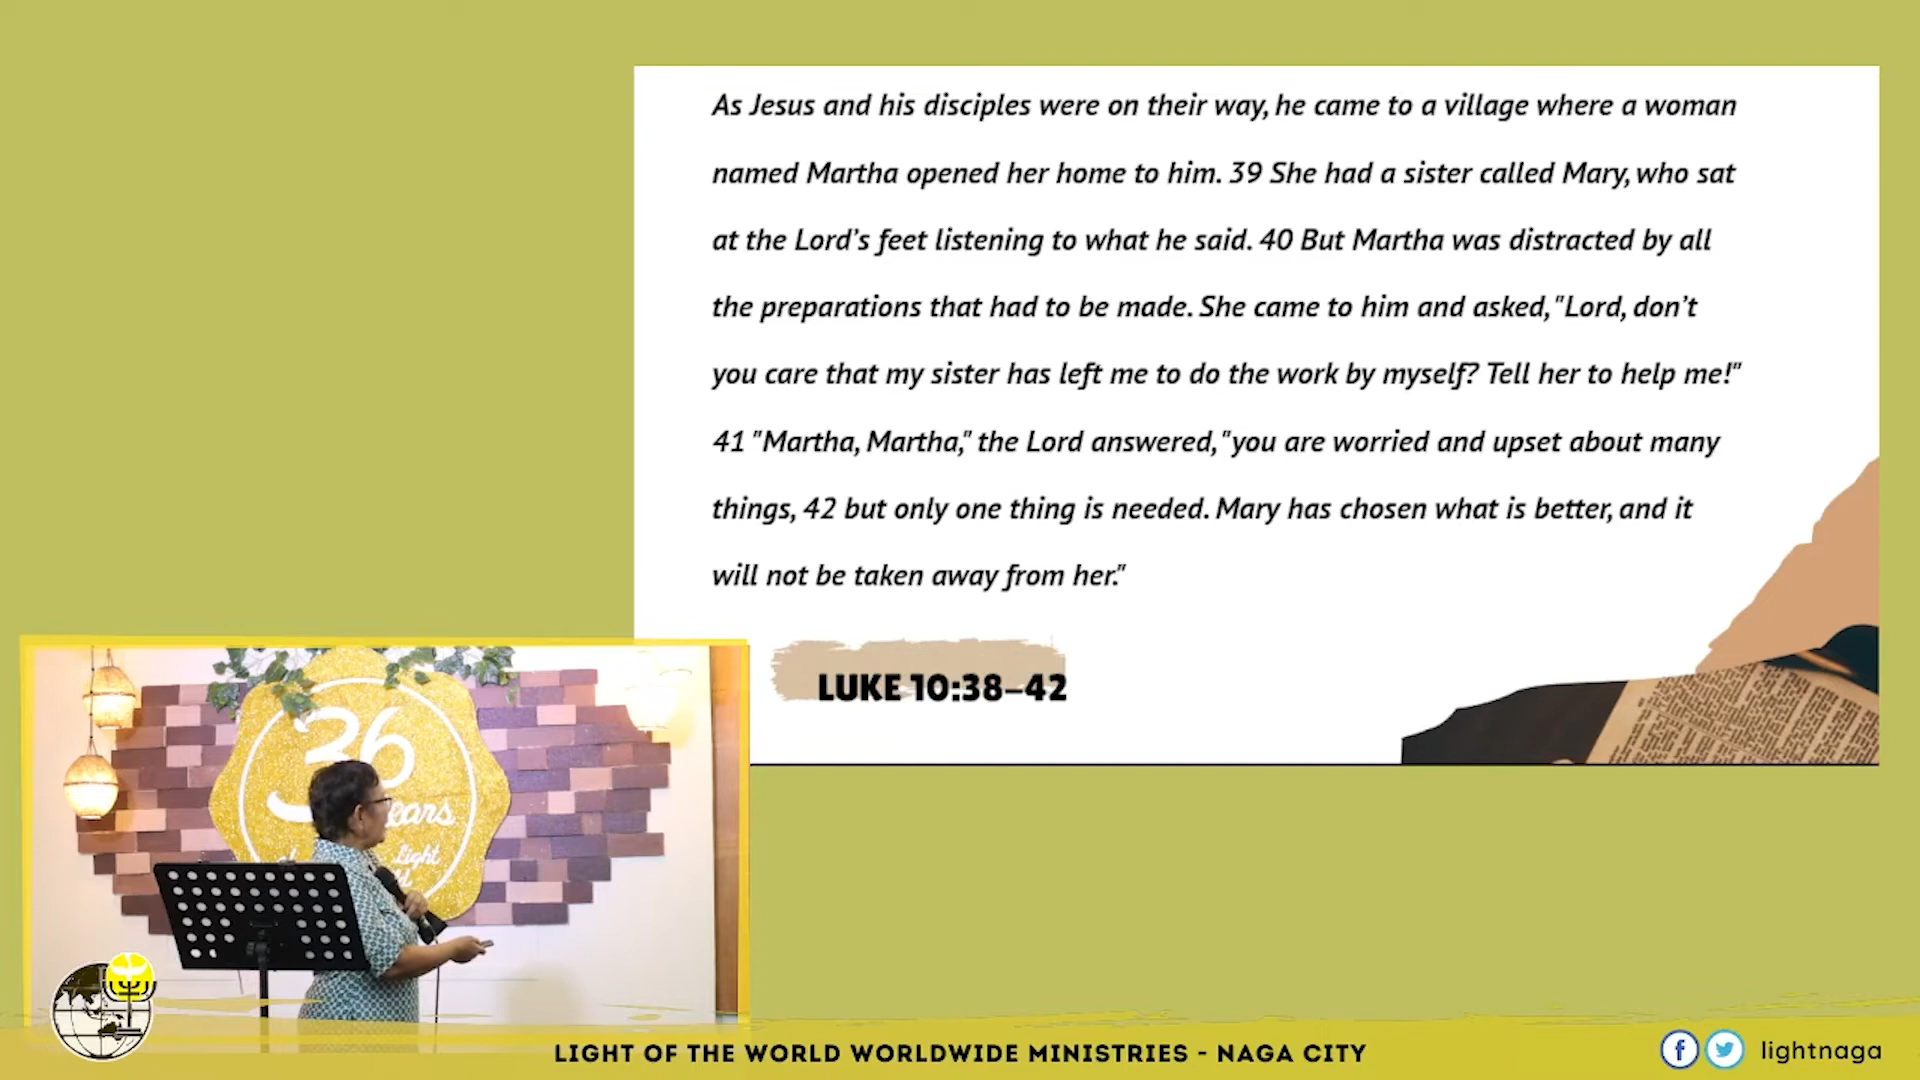 As Jesus and his disciples were on their way, he came to a village where a woman
named Martha opened her home to him. 39 She had a sister called Mary, who sat
at the Lord’s feet listening to what he said. 40 But Martha was distracted by all
the preparations that had to be made. She came to him and asked, "Lord, don’t
you care that my sister has left me to do the work by myself? Tell her to help me!"
41 "Martha, Martha," the Lord answered, "you are worried and upset about many
things, 42 but only one thing is needed. Mary has chosen what is better, and it
will not be taken away from her."
LUKE 10:38–42
36
ears
Light
LIGHT OF THE WORLD WORLDWIDE MINISTRIES - NAGA CITY
lightnaga